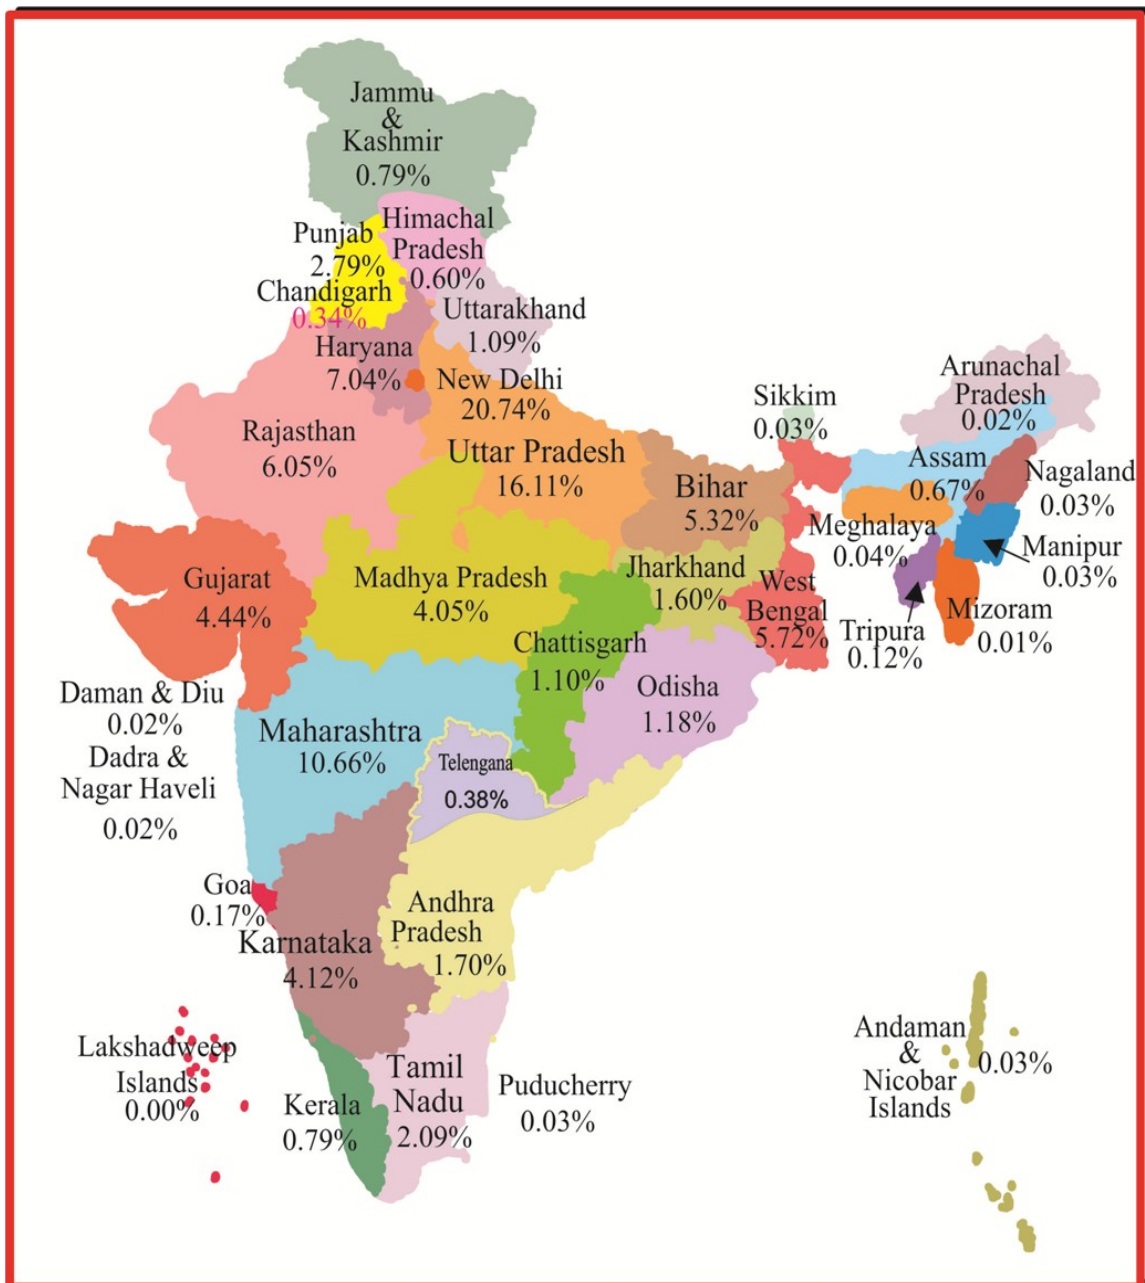 Jammu
&
Kashmir
0.79%
Himachal
Pradesh
0.60%
Punjab
2.79%
Chandigarh
0.34%
Uttarakhand
1.09%
Haryana
7.04%
New Delhi
20.74%
Rajasthan
6.05%
Uttar Pradesh
16.11%
Bihar
5.32%
Sikkim
0.03%
Arunachal
Pradesh
0.02%
Assam
0.67%
Nagaland
0.03%
Meghalaya
0.04%
Manipur
0.03%
Tripura
0.12%
Mizoram
0.01%
Gujarat
4.44%
Madhya Pradesh
4.05%
Jharkhand
1.60%
West
Bengal
5.72%
Chattisgarh
1.10%
Odisha
1.18%
Daman & Diu
0.02%
Dadra &
Nagar Haveli
0.02%
Maharashtra
10.66%
Telengana
0.38%
Goa
0.17%
Karnataka
4.12%
Andhra
Pradesh
1.70%
Lakshadweep
Islands
0.00%
Kerala
0.79%
Tamil
Nadu
2.09%
Puducherry
0.03%
Andaman
&
Nicobar
Islands
0.03%